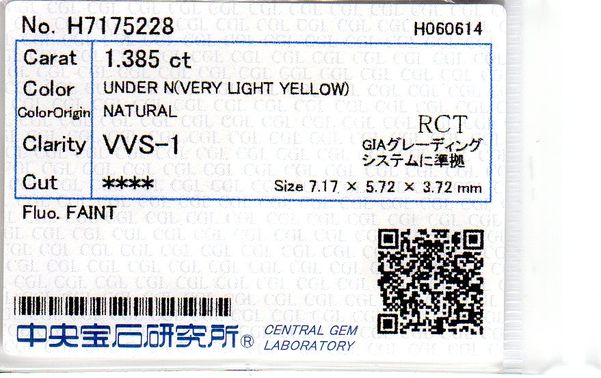 No. H7175228
H060614
Carat 1.385 ct
Color UNDER N(VERY LIGHT YELLOW)
ColorOrigin NATURAL
Clarity VVS-1
RCT
GIAグレーディング
システムに準拠
Cut ****
Size 7.17 × 5.72 × 3.72 mm
Fluo. FAINT
中央宝石研究所® CENTRAL GEM
LABORATORY